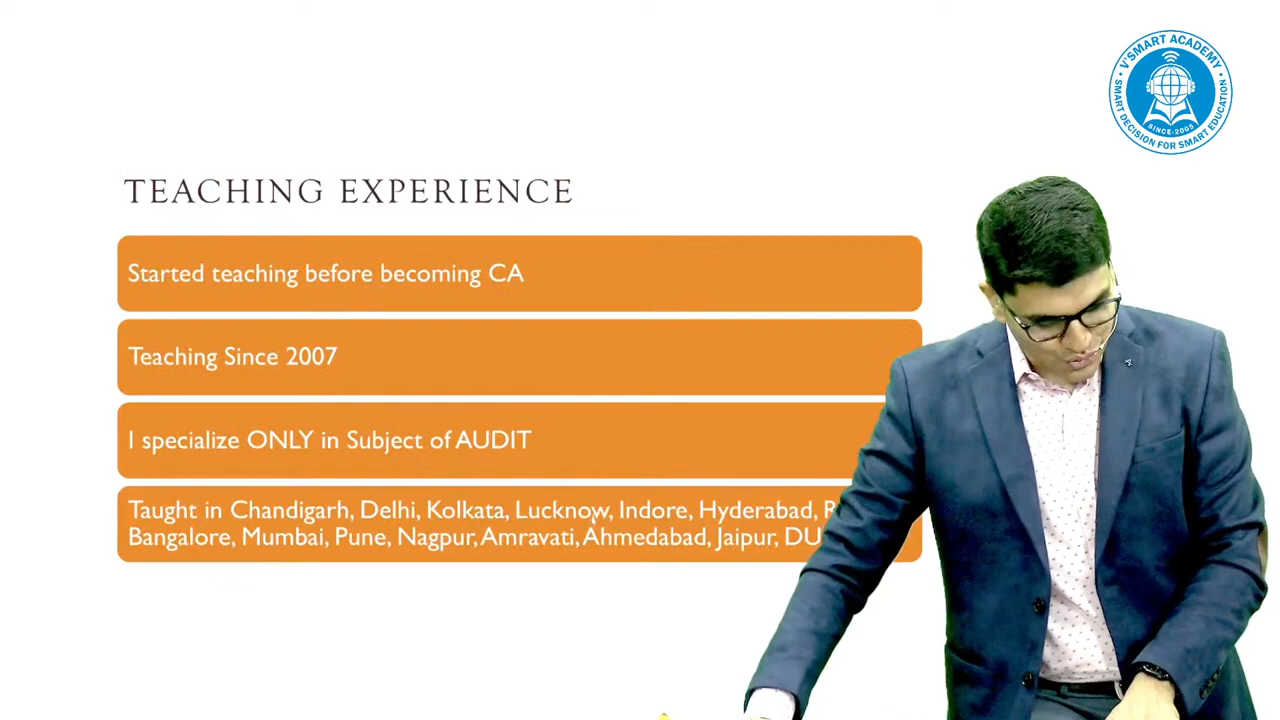 V'SMART ACADEMY
SMART DECISION FOR SMART EDUCATION
SINCE-2005
TEACHING EXPERIENCE
Started teaching before becoming CA
Teaching Since 2007
I specialize ONLY in Subject of AUDIT
Taught in Chandigarh, Delhi, Kolkata, Lucknow, Indore, Hyderabad,
Bangalore, Mumbai, Pune, Nagpur, Amravati, Ahmedabad, Jaipur,